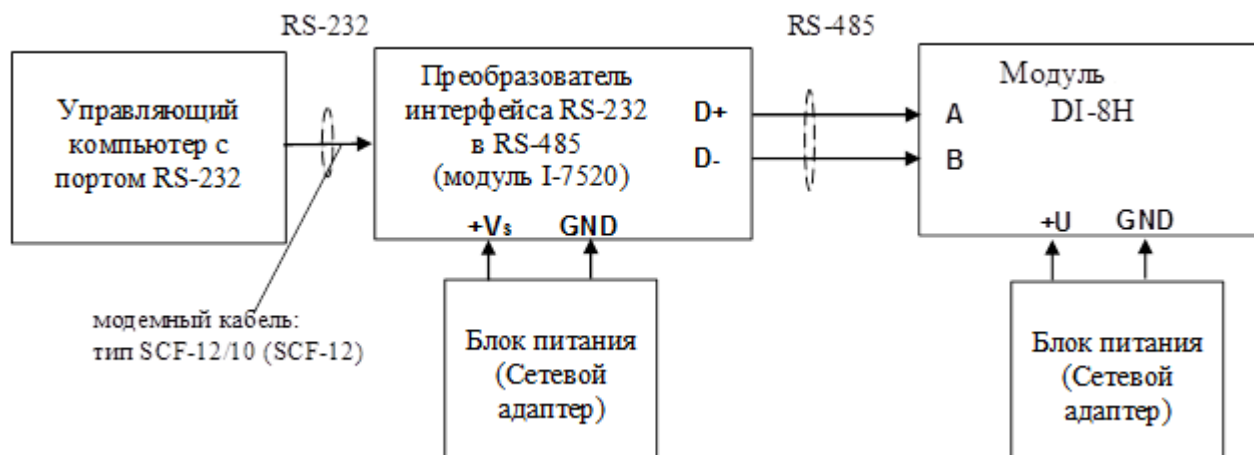 RS-232
RS-485
Управляющий
компьютер с
портом RS-232
Преобразователь
интерфейса RS-232
в RS-485
(модуль I-7520)
D+
D-
+Vs
GND
Модуль
DI-8H
A
B
+U
GND
модемный кабель:
тип SCF-12/10 (SCF-12)
Блок питания
(Сетевой
адаптер)
Блок питания
(Сетевой
адаптер)